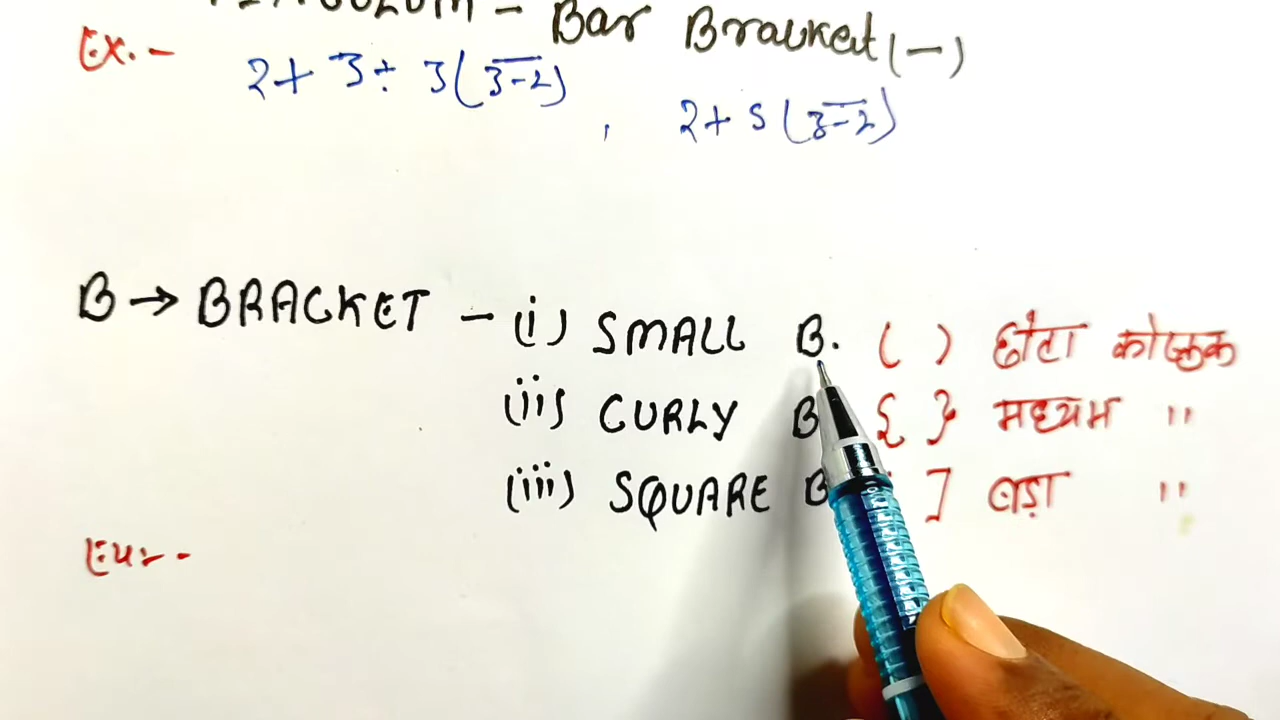 – Bar Bracket (—)
Ex.– 2 + 3 ÷ 3(3̅-̅2̅) , 2 + 5(3̅-̅2̅)
B → BRACKET – (i) SMALL B. ( ) छोटा कोष्ठक
(ii) CURLY B { } मध्यम "
(iii) SQUARE B ] बड़ा "